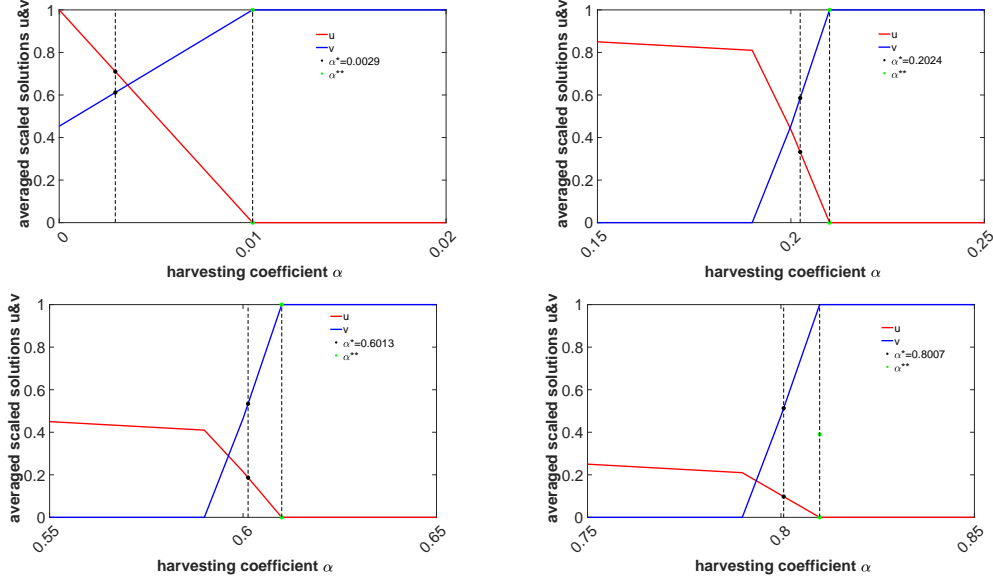 averaged scaled solutions u&v
1
0.8
0.6
0.4
0.2
0
0
0.01
0.02
harvesting coefficient α
u
v
α*=0.0029
α**
averaged scaled solutions u&v
1
0.8
0.6
0.4
0.2
0
0.15
0.2
0.25
harvesting coefficient α
u
v
α*=0.2024
α**
averaged scaled solutions u&v
1
0.8
0.6
0.4
0.2
0
0.55
0.6
0.65
harvesting coefficient α
u
v
α*=0.6013
α**
averaged scaled solutions u&v
1
0.8
0.6
0.4
0.2
0
0.75
0.8
0.85
harvesting coefficient α
u
v
α*=0.8007
α**